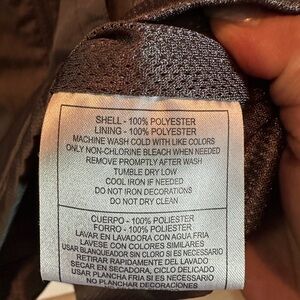 SHELL - 100% POLYESTER
LINING - 100% POLYESTER
MACHINE WASH COLD WITH LIKE COLORS
ONLY NON-CHLORINE BLEACH WHEN NEEDED
REMOVE PROMPTLY AFTER WASH
TUMBLE DRY LOW
COOL IRON IF NEEDED
DO NOT IRON DECORATIONS
DO NOT DRY CLEAN
CUERPO - 100% POLIESTER
FORRO - 100% POLIESTER
LAVAR EN LAVADORA CON AGUA FRIA
LAVESE CON COLORES SIMILARES
USAR BLANQUEADOR SIN CLORO SI ES NECESARIO
RETIRAR RAPIDAMENTE DEL LAVADO
SECAR EN SECADORA, CICLO DELICADO
USAR PLANCHA FRIA SI ES NECESARIO
NO PLANCHAR DECORACIONES